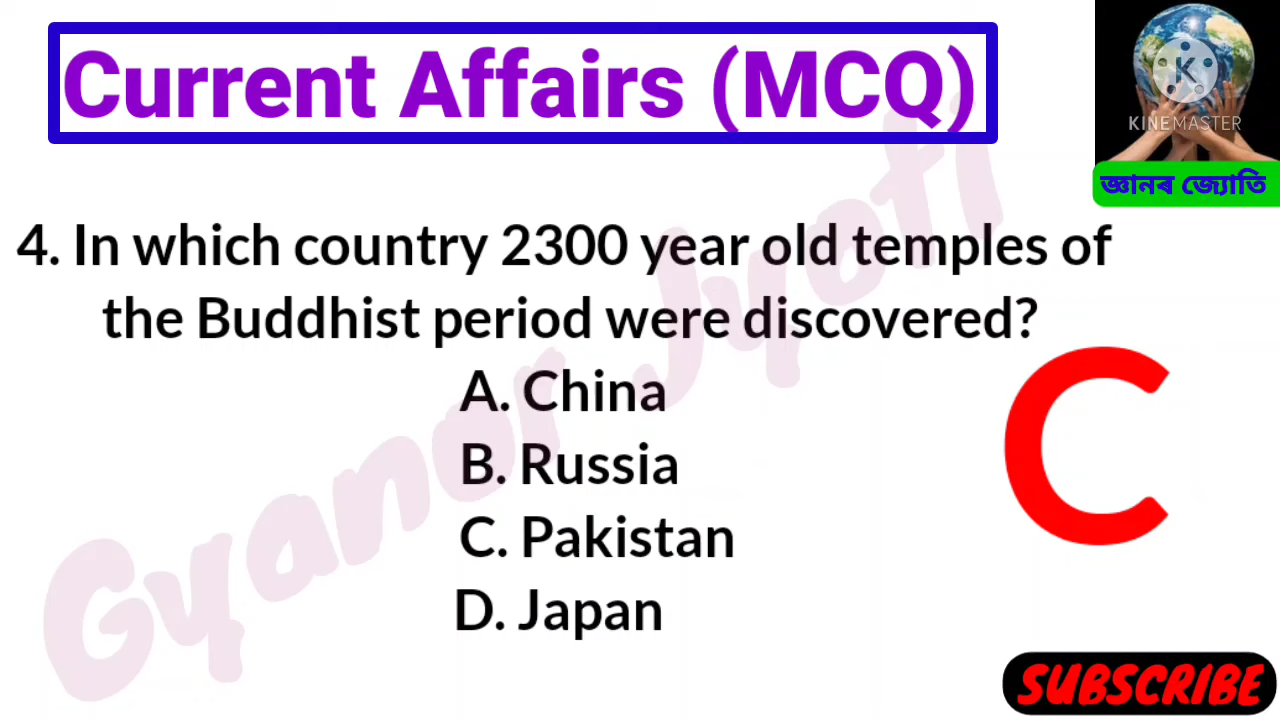 Current Affairs (MCQ)
K
KINEMASTER
জ্ঞানৰ জ্যোতি
4. In which country 2300 year old temples of
the Buddhist period were discovered?
A. China
B. Russia
C. Pakistan
D. Japan
C
Gyanor Jyoti
SUBSCRIBE